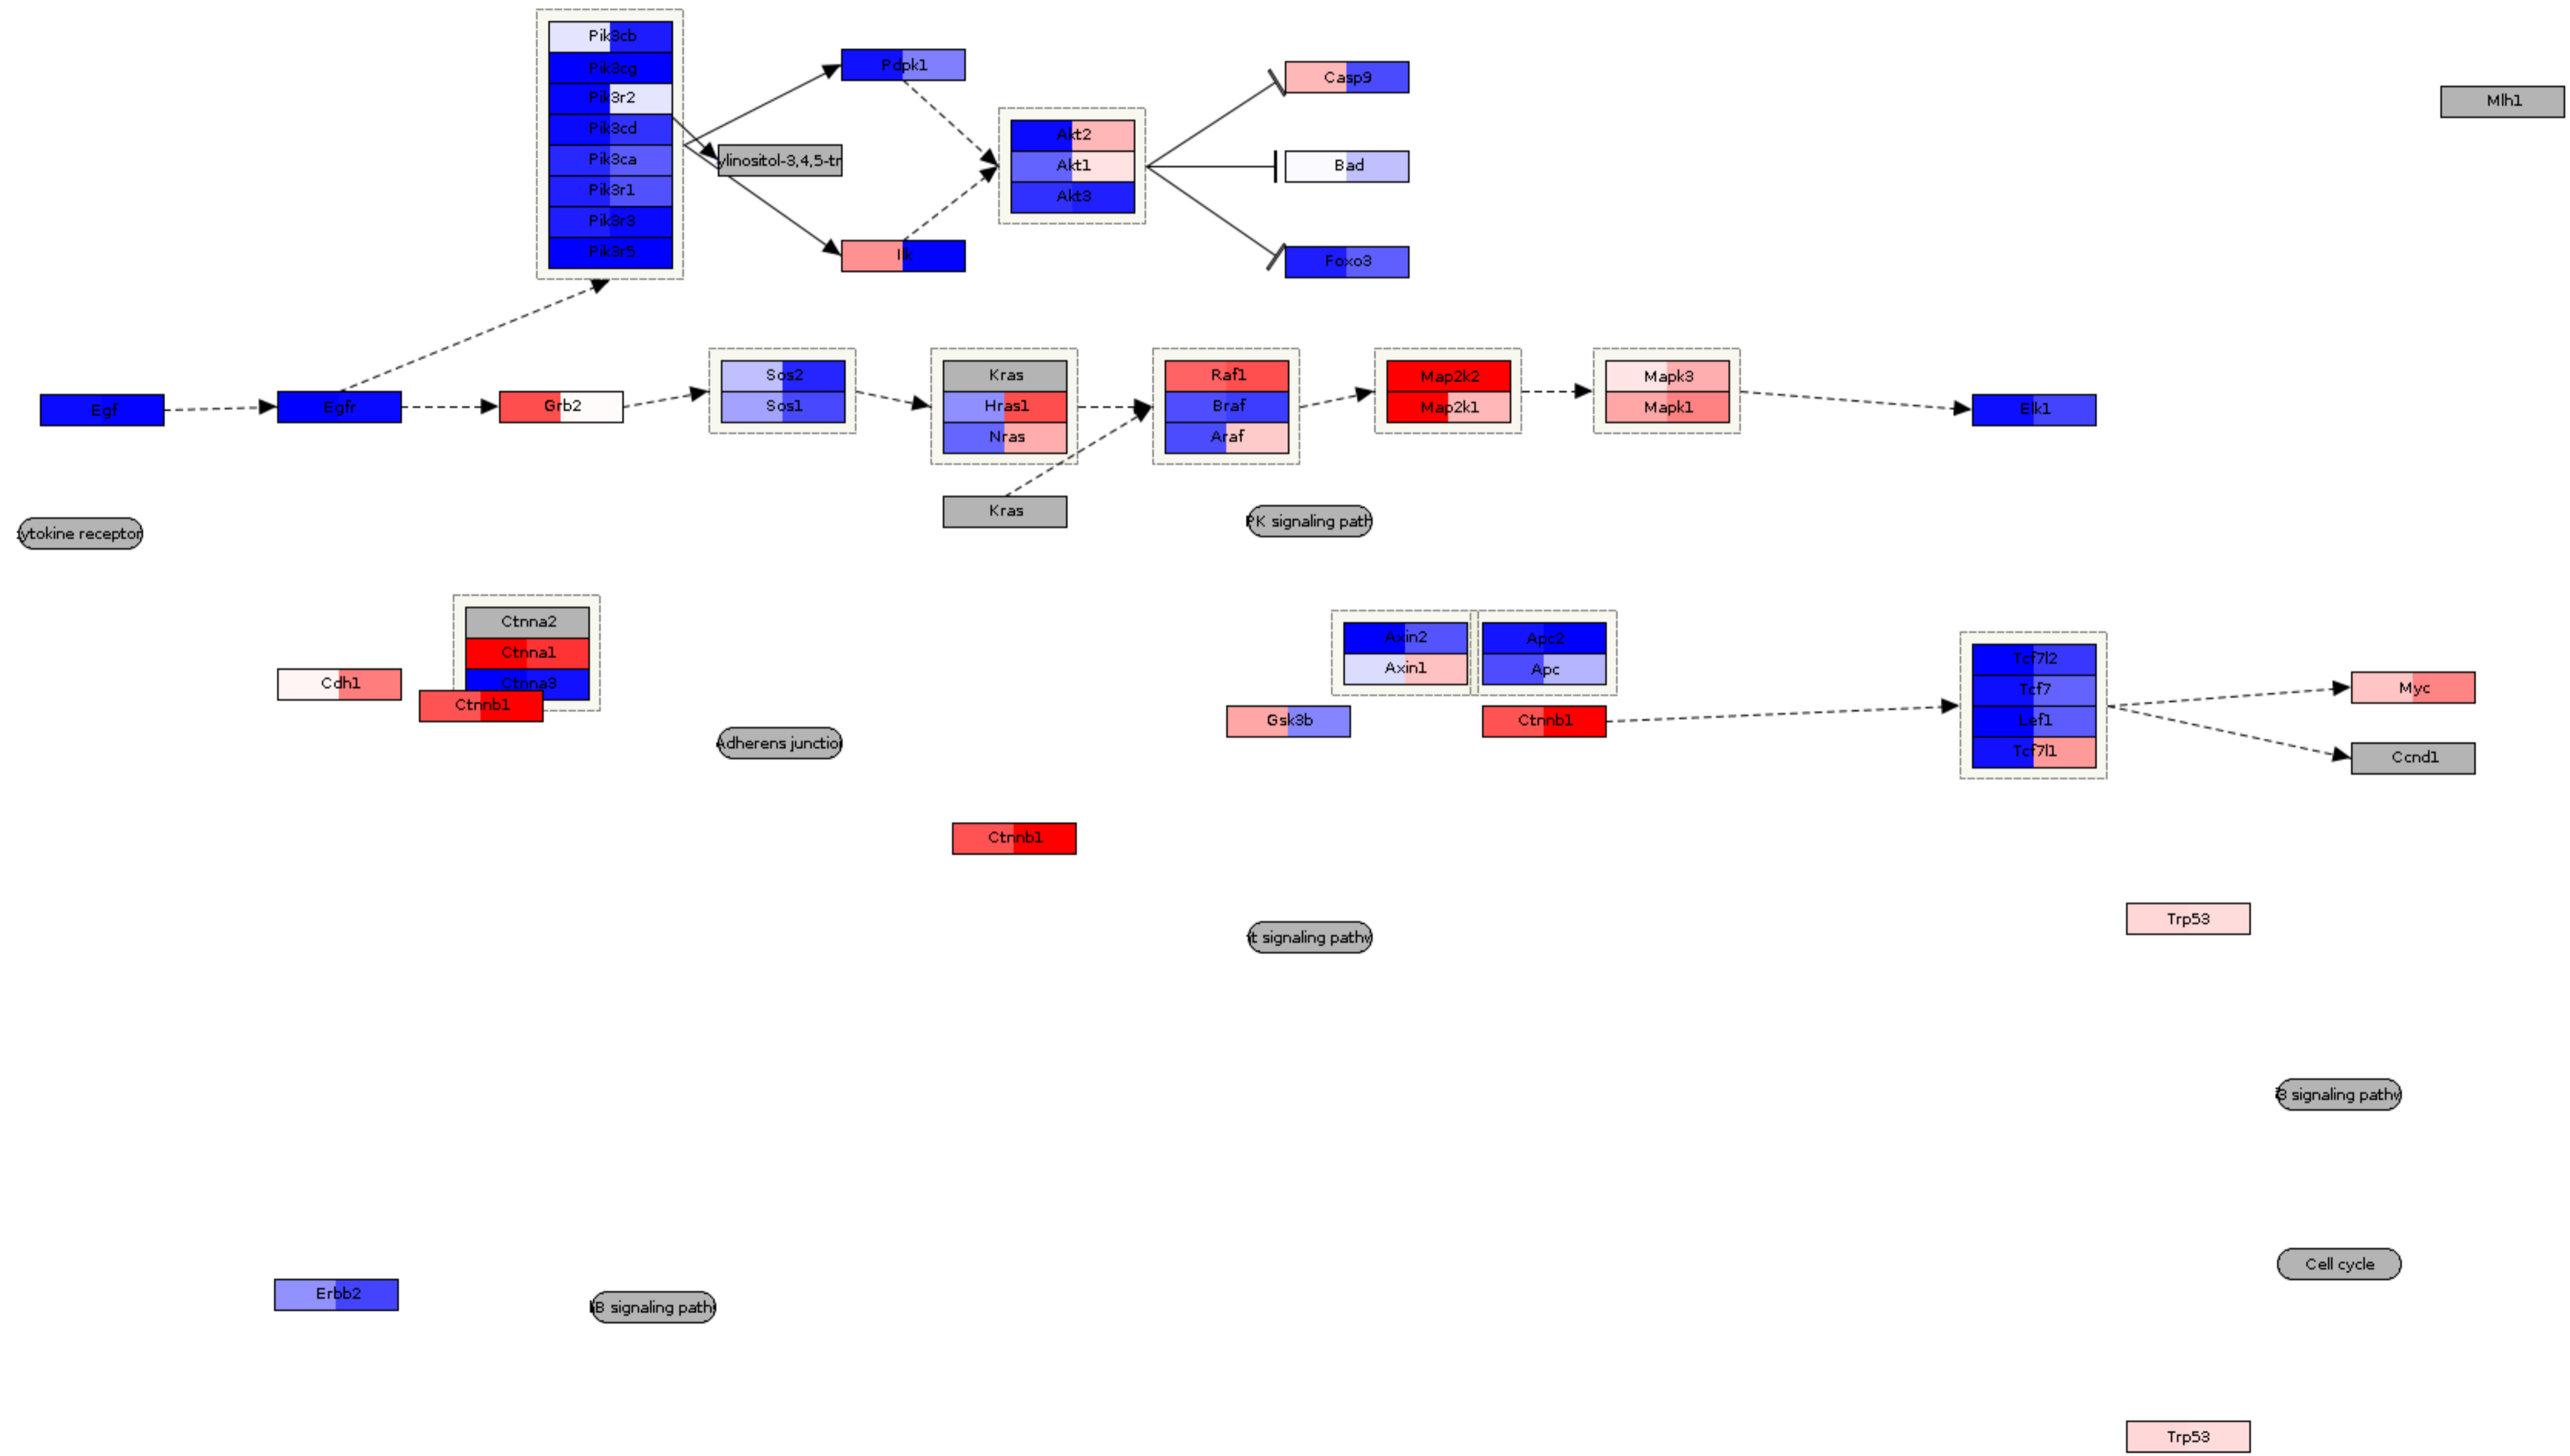 Pik3cb
Pik3cg
Pik3r2
Pik3cd
Pik3ca
Pik3r1
Pik3r3
Pik3r5
Pdpk1
ylinositol-3,4,5-tr
Ilk
Akt2
Akt1
Akt3
Casp9
Bad
Foxo3
Mlh1
Egf
Egfr
Grb2
Sos2
Sos1
Kras
Hras1
Nras
Kras
Raf1
Braf
Araf
Map2k2
Map2k1
Mapk3
Mapk1
Elk1
ytokine receptor
PK signaling path
Ctnna2
Ctnna1
Ctnna3
Cdh1
Ctnnb1
Adherens junctio
Axin2
Axin1
Apc2
Apc
Gsk3b
Ctnnb1
Tcf7l2
Tcf7
Lef1
Tcf7l1
Myc
Ccnd1
Ctnnb1
t signaling pathw
Trp53
3 signaling pathw
Cell cycle
Erbb2
B signaling path
Trp53